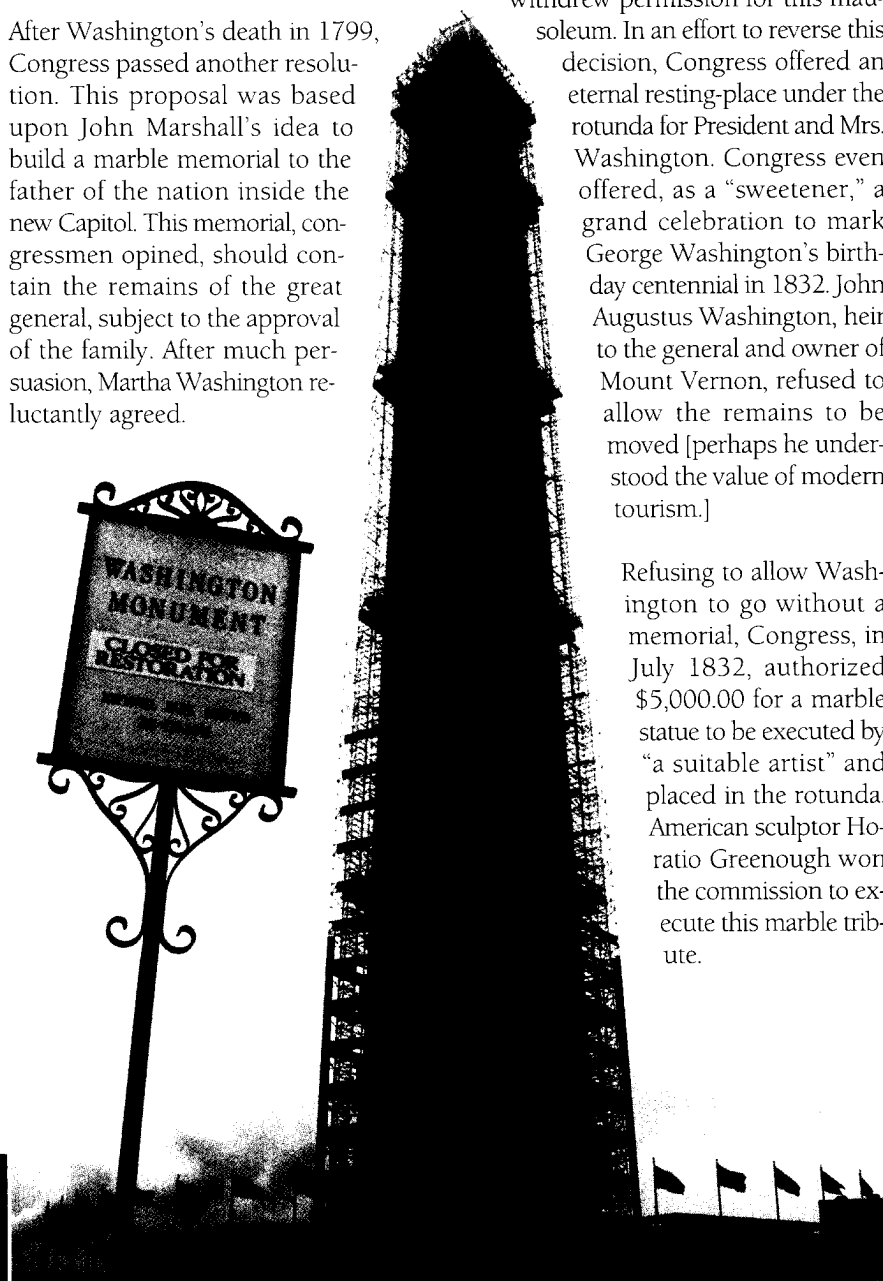 After Washington's death in 1799,
Congress passed another resolu-
tion. This proposal was based
upon John Marshall's idea to
build a marble memorial to the
father of the nation inside the
new Capitol. This memorial, con-
gressmen opined, should con-
tain the remains of the great
general, subject to the approval
of the family. After much per-
suasion, Martha Washington re-
luctantly agreed.
WASHINGTON
MONUMENT
CLOSED FOR
RESTORATION
withdrew permission for this mau-
soleum. In an effort to reverse this
decision, Congress offered an
eternal resting-place under the
rotunda for President and Mrs.
Washington. Congress even
offered, as a “sweetener,” a
grand celebration to mark
George Washington's birth-
day centennial in 1832. John
Augustus Washington, heir
to the general and owner of
Mount Vernon, refused to
allow the remains to be
moved [perhaps he under-
stood the value of modern
tourism.]
Refusing to allow Wash-
ington to go without a
memorial, Congress, in
July 1832, authorized
$5,000.00 for a marble
statue to be executed by
“a suitable artist” and
placed in the rotunda.
American sculptor Ho-
ratio Greenough won
the commission to ex-
ecute this marble trib-
ute.